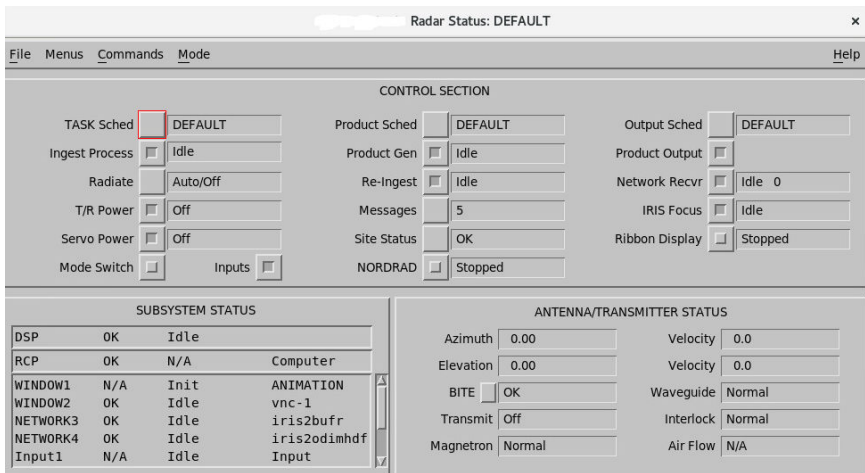 Radar Status: DEFAULT ×
File Menus Commands Mode Help
CONTROL SECTION
TASK Sched DEFAULT Product Sched DEFAULT Output Sched DEFAULT
Ingest Process Idle Product Gen Idle Product Output
Radiate Auto/Off Re-Ingest Idle Network Recvr Idle 0
T/R Power Off Messages 5 IRIS Focus Idle
Servo Power Off Site Status OK Ribbon Display Stopped
Mode Switch Inputs NORDRAD Stopped
SUBSYSTEM STATUS
DSP OK Idle
RCP OK N/A Computer
WINDOW1 N/A Init ANIMATION
WINDOW2 OK Idle vnc-1
NETWORK3 OK Idle iris2bufr
NETWORK4 OK Idle iris2odimhdf
Input1 N/A Idle Input
ANTENNA/TRANSMITTER STATUS
Azimuth 0.00 Velocity 0.0
Elevation 0.00 Velocity 0.0
BITE OK Waveguide Normal
Transmit Off Interlock Normal
Magnetron Normal Air Flow N/A